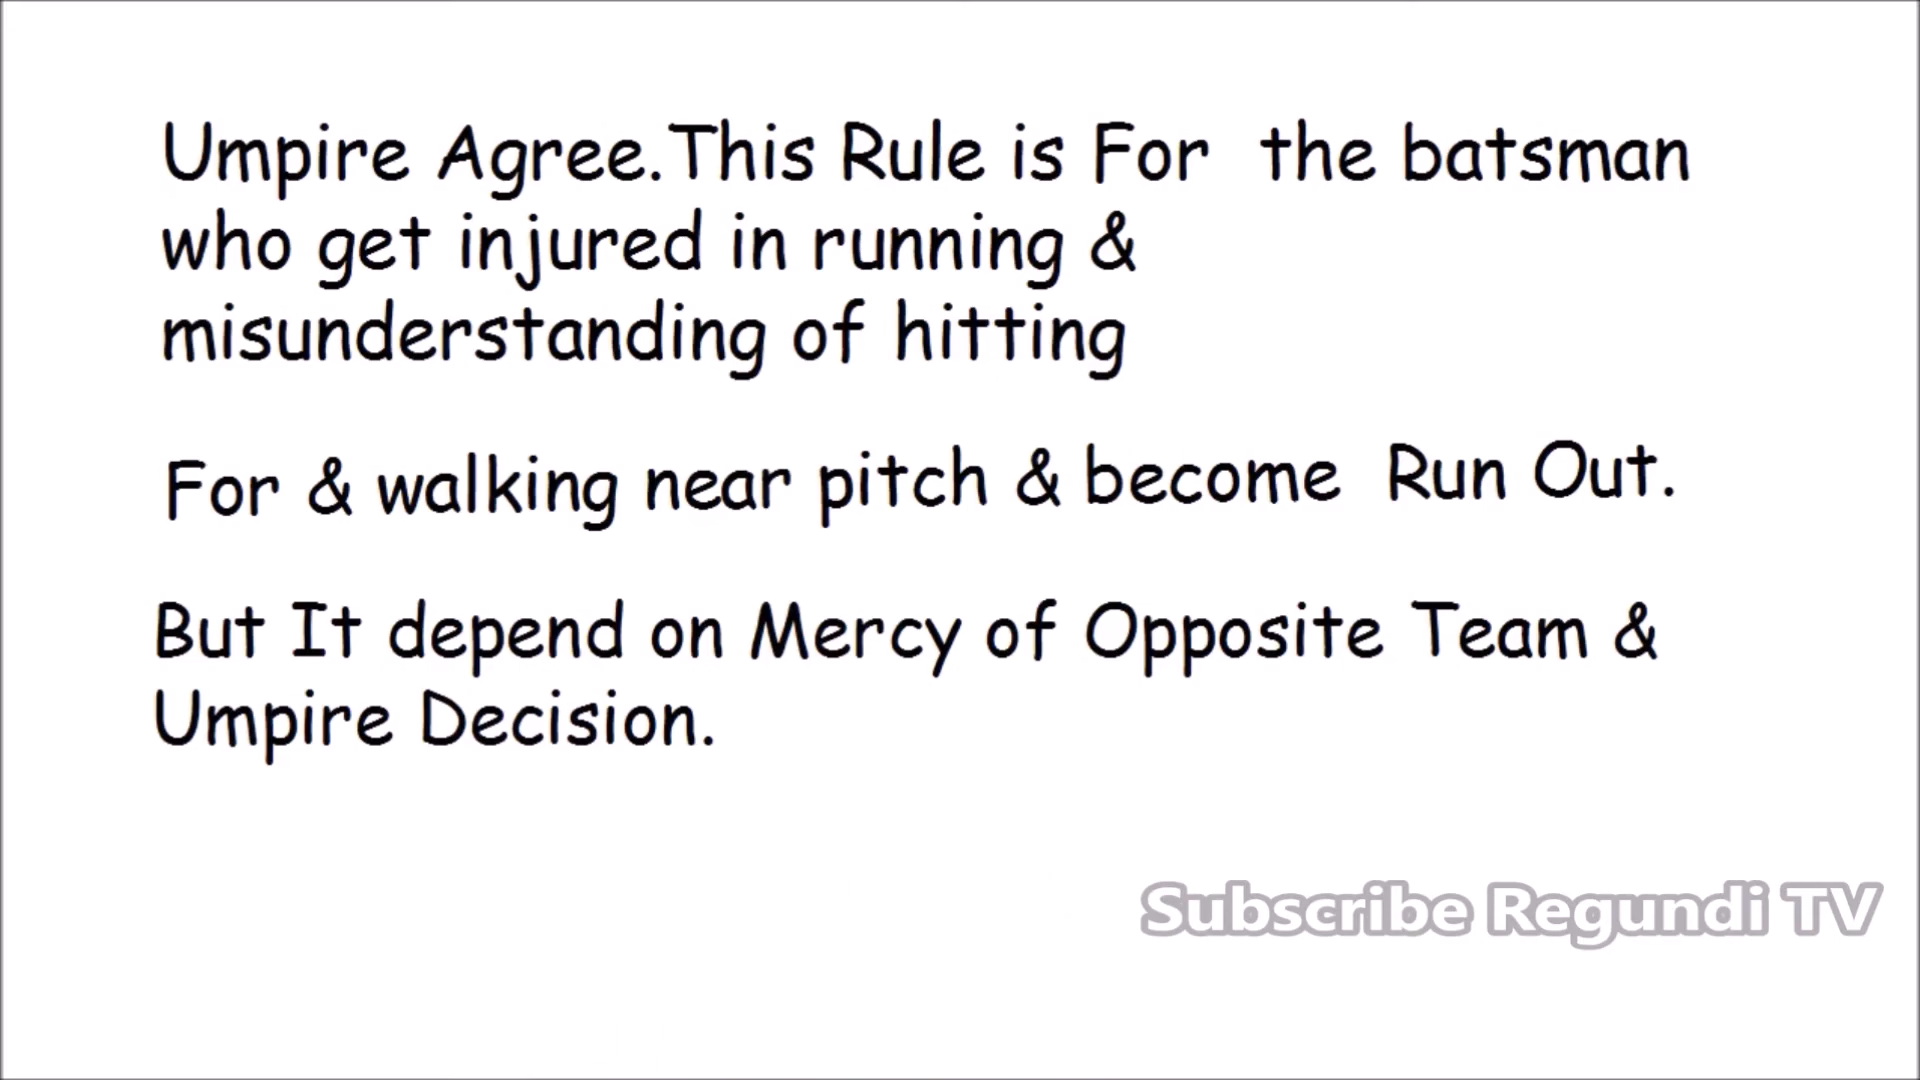 Umpire Agree.This Rule is For the batsman
who get injured in running &
misunderstanding of hitting
For & walking near pitch & become Run Out.
But It depend on Mercy of Opposite Team &
Umpire Decision.
Subscribe Regundi TV